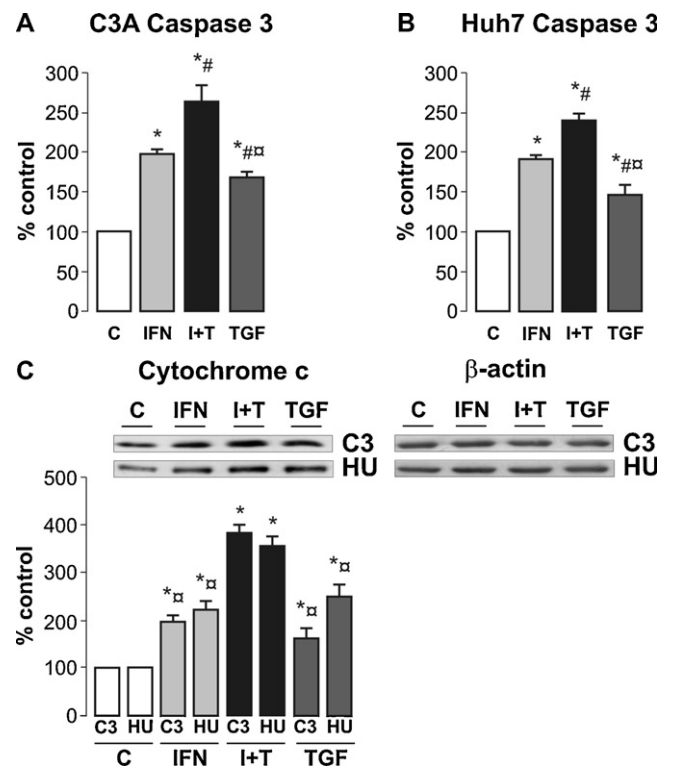 A C3A Caspase 3
% control
300
250
200
150
100
50
0
*
*#
*#¤
C IFN I+T TGF
B Huh7 Caspase 3
% control
300
250
200
150
100
50
0
*
*#
*#¤
C IFN I+T TGF
C Cytochrome c β-actin
C IFN I+T TGF C IFN I+T TGF
C3 C3
HU HU
% control
500
400
300
200
100
0
*¤ *¤ * * *¤ *¤
C3 HU C3 HU C3 HU C3 HU
C IFN I+T TGF